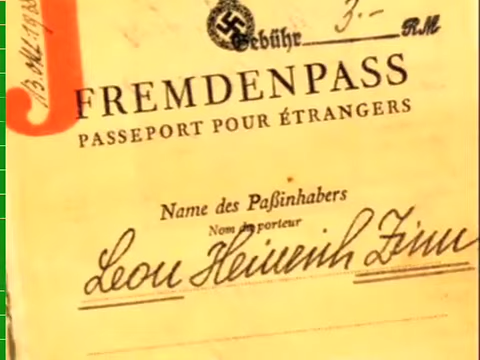 J
Gebühr 3.- RM
FREMDENPASS
PASSEPORT POUR ÉTRANGERS
Name des Paßinhabers
Nom du porteur
Leon Heinrich Zinn